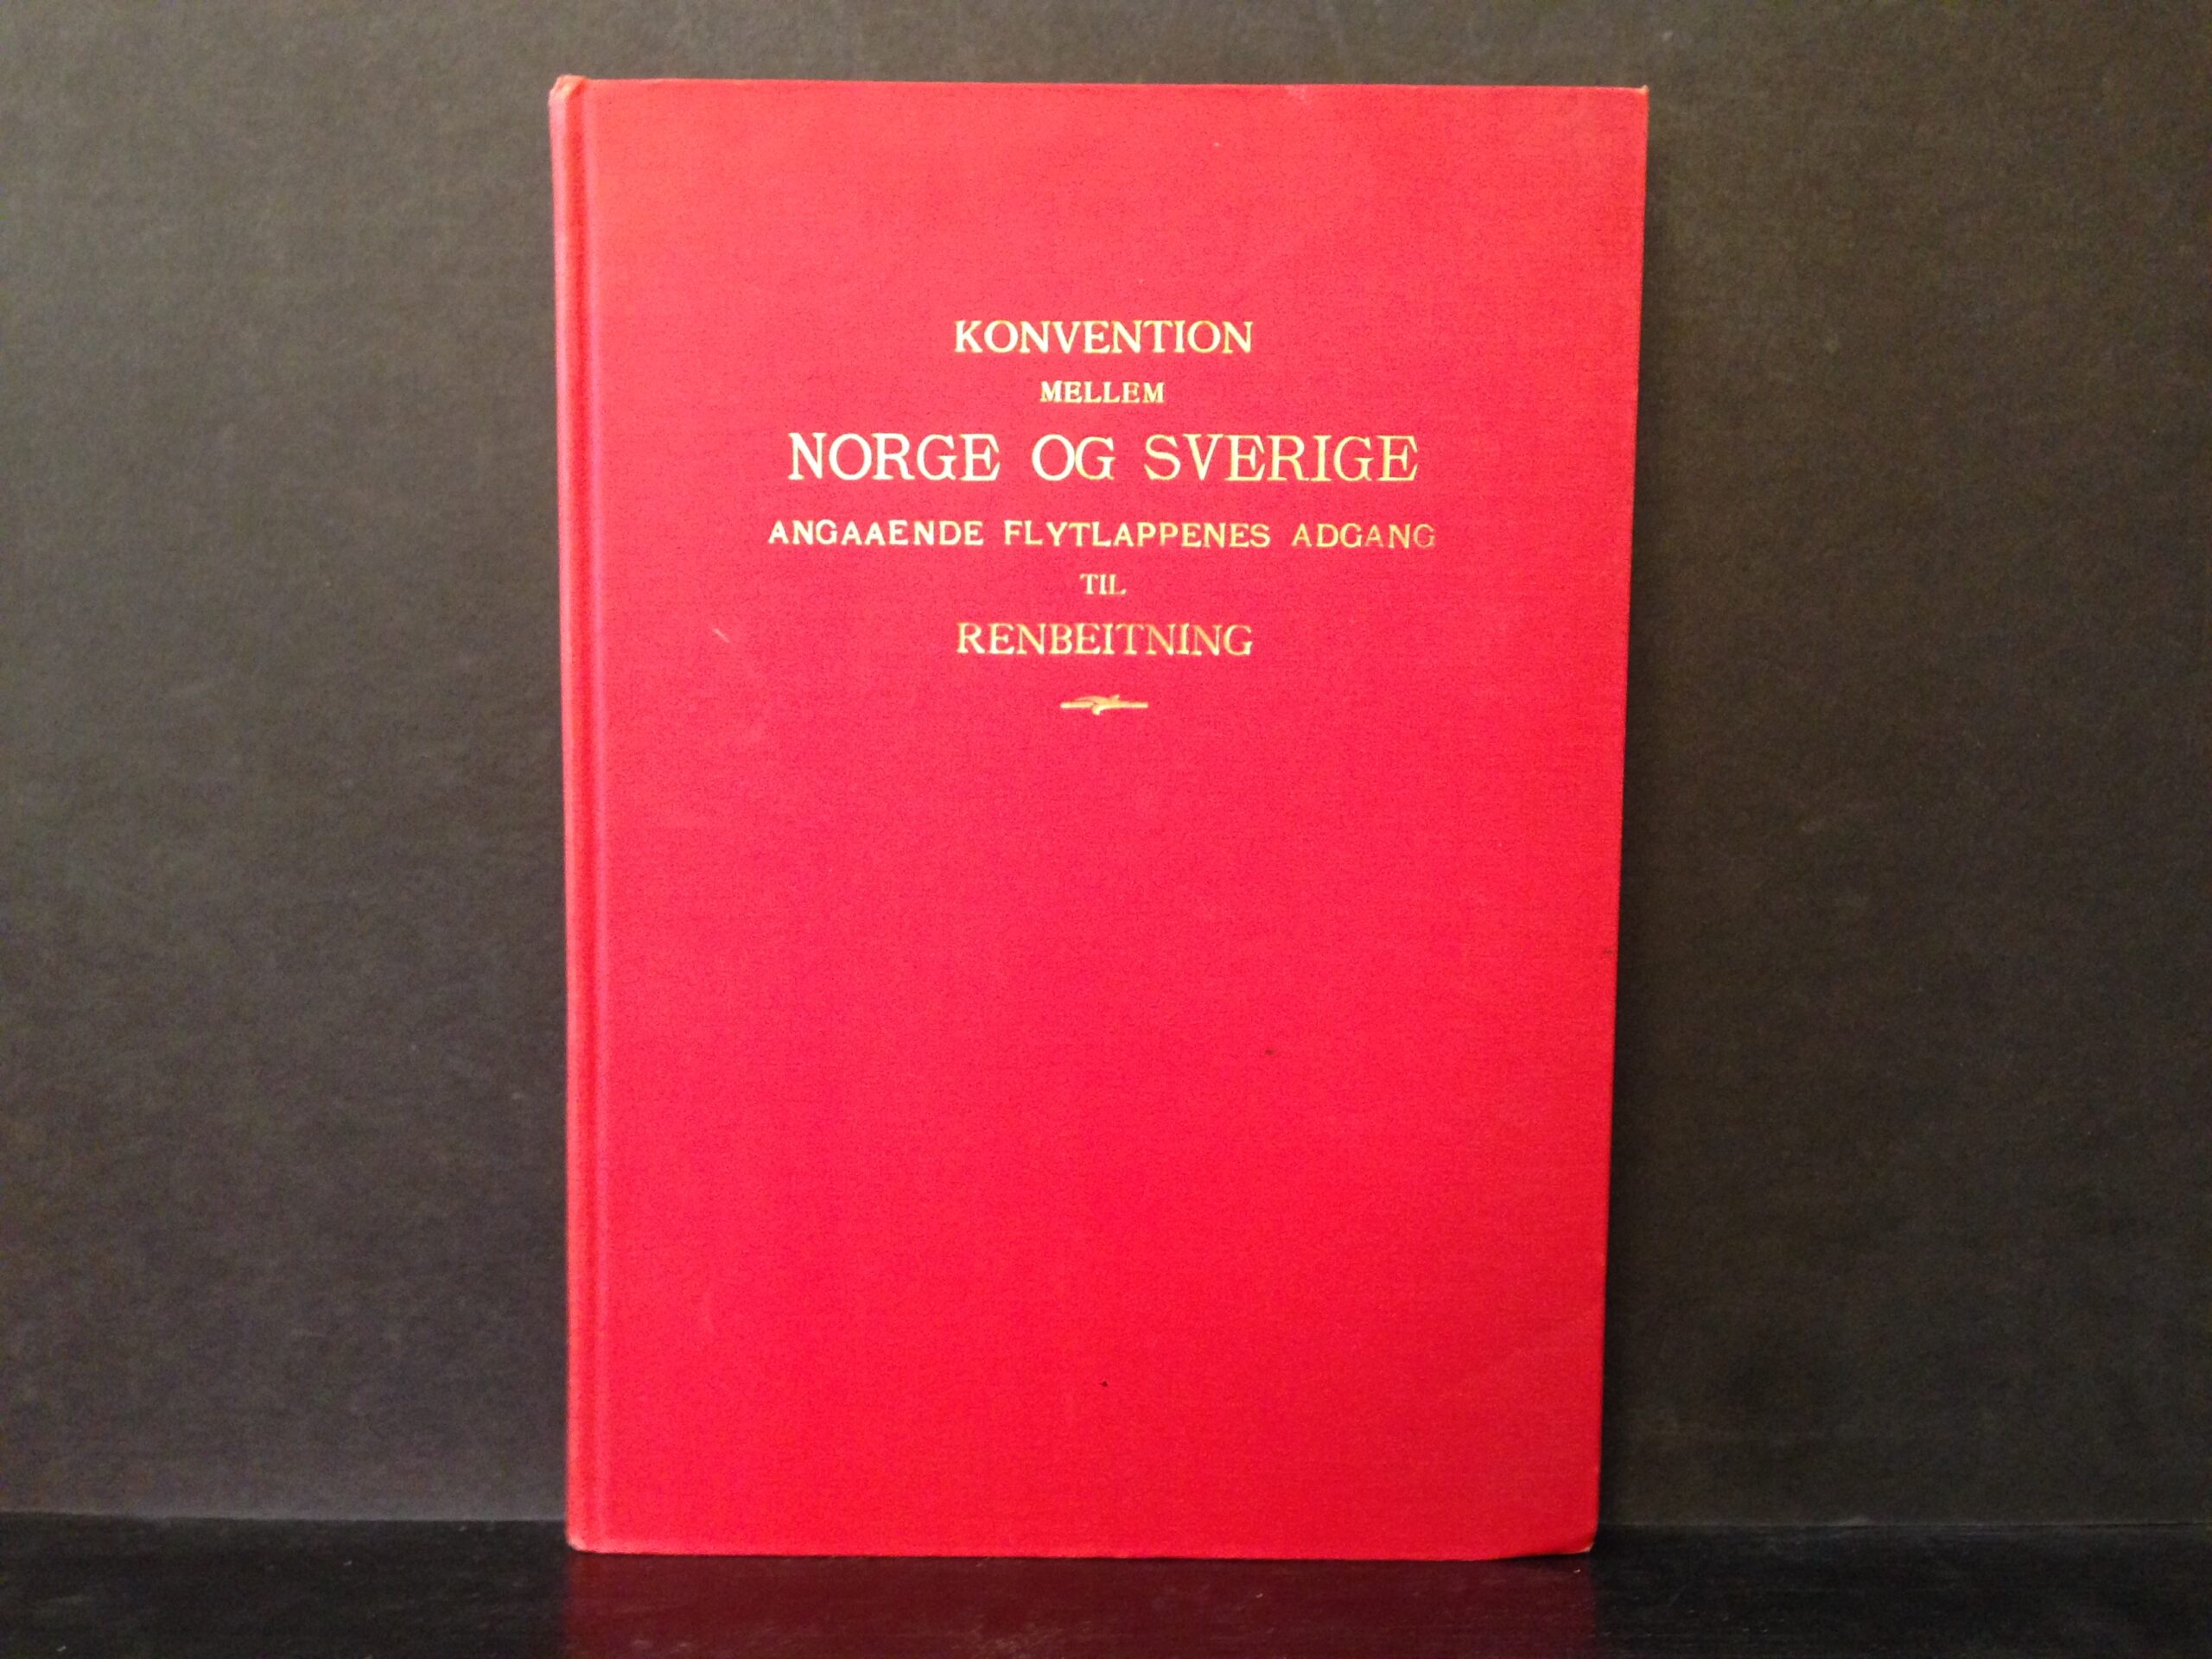 KONVENTION
MELLEM
NORGE OG SVERIGE
ANGAAENDE FLYTLAPPENES ADGANG
TIL
RENBEITNING